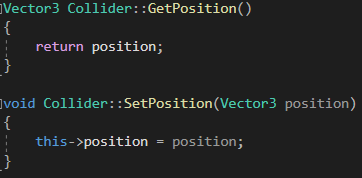 Vector3 Collider::GetPosition()
{
    return position;
}

void Collider::SetPosition(Vector3 position)
{
    this->position = position;
}